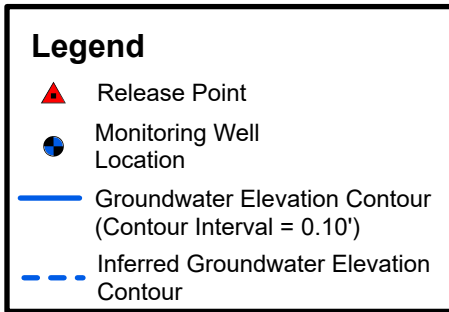 Legend
Release Point
Monitoring Well
Location
Groundwater Elevation Contour
(Contour Interval = 0.10')
Inferred Groundwater Elevation
Contour